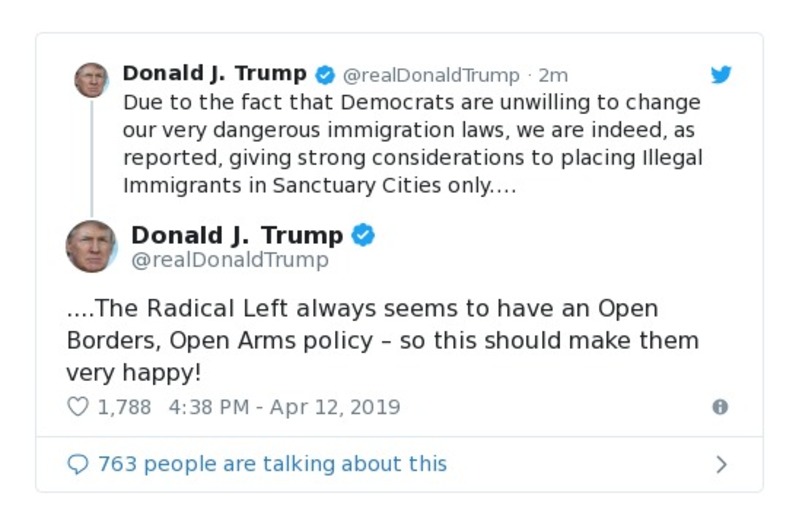 Donald J. Trump @realDonaldTrump · 2m
Due to the fact that Democrats are unwilling to change
our very dangerous immigration laws, we are indeed, as
reported, giving strong considerations to placing Illegal
Immigrants in Sanctuary Cities only....
Donald J. Trump
@realDonaldTrump
....The Radical Left always seems to have an Open
Borders, Open Arms policy – so this should make them
very happy!
1,788 4:38 PM - Apr 12, 2019
763 people are talking about this